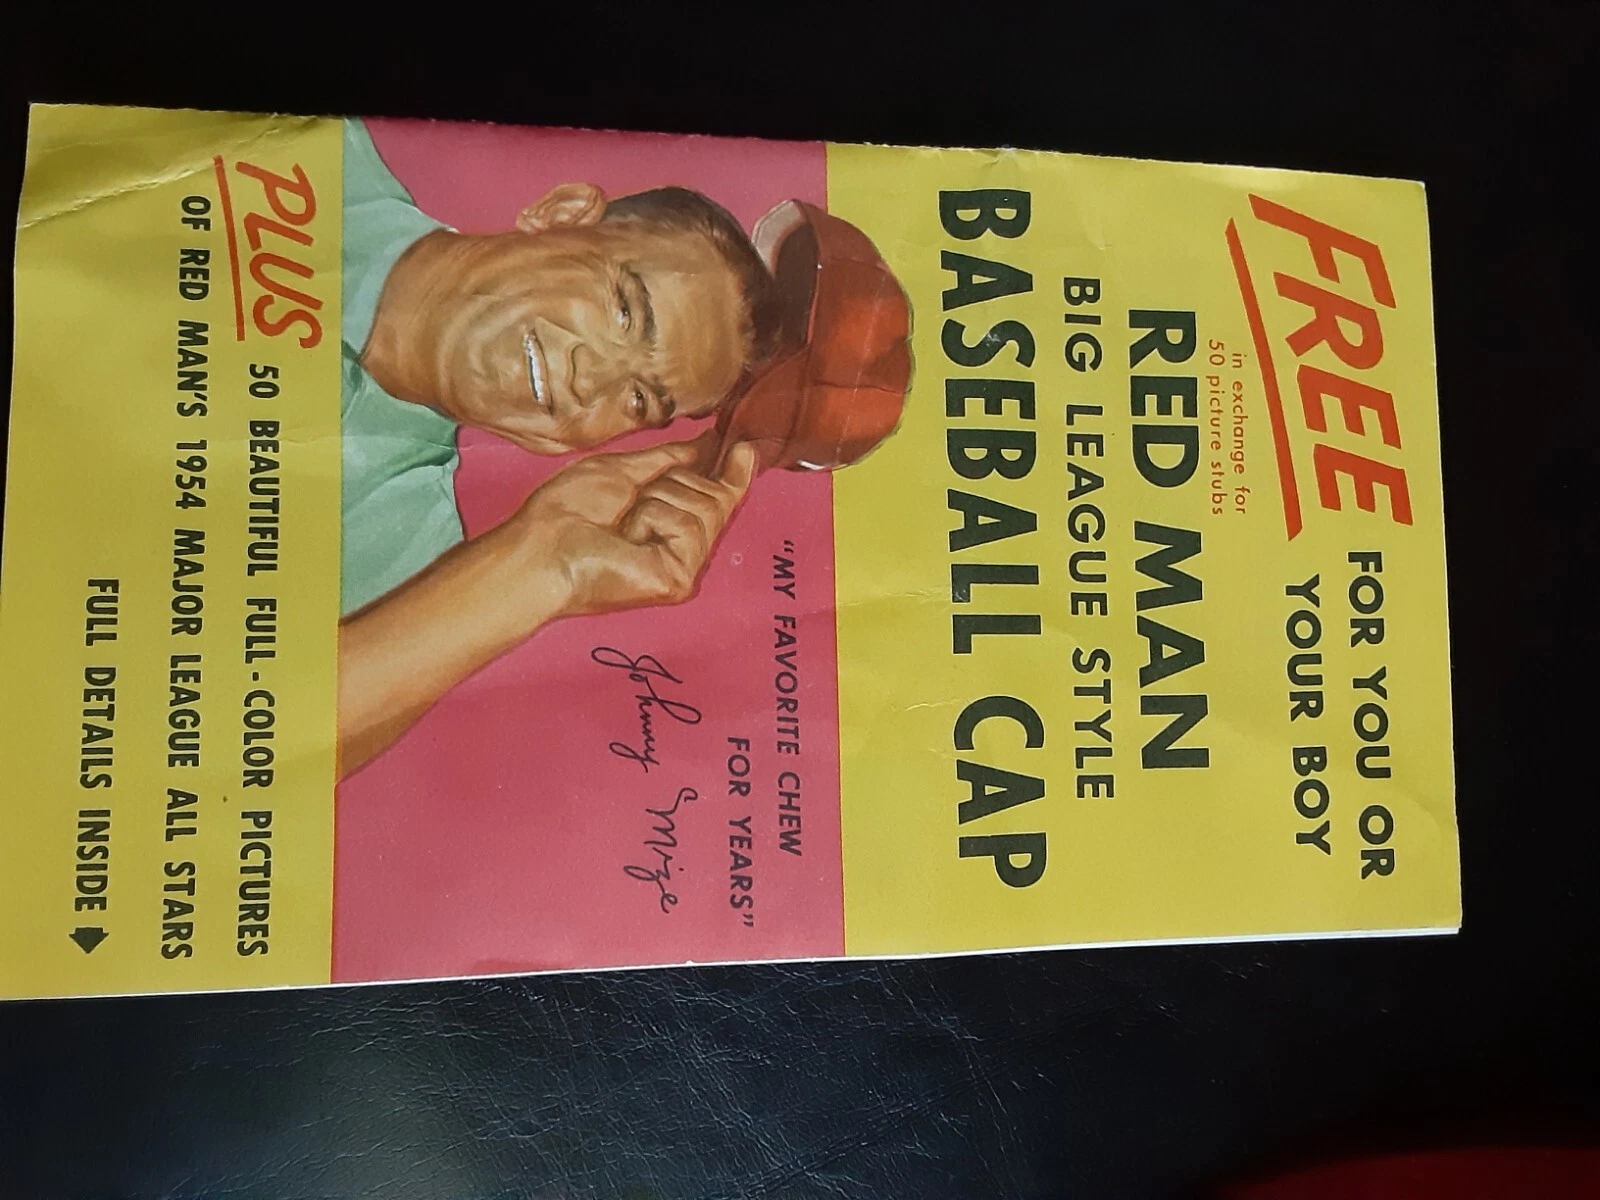 FREE FOR YOU OR
YOUR BOY
in exchange for
50 picture stubs
RED MAN
BIG LEAGUE STYLE
BASEBALL CAP
"MY FAVORITE CHEW
FOR YEARS"
Johnny Mize
PLUS 50 BEAUTIFUL FULL-COLOR PICTURES
OF RED MAN'S 1954 MAJOR LEAGUE ALL STARS
FULL DETAILS INSIDE